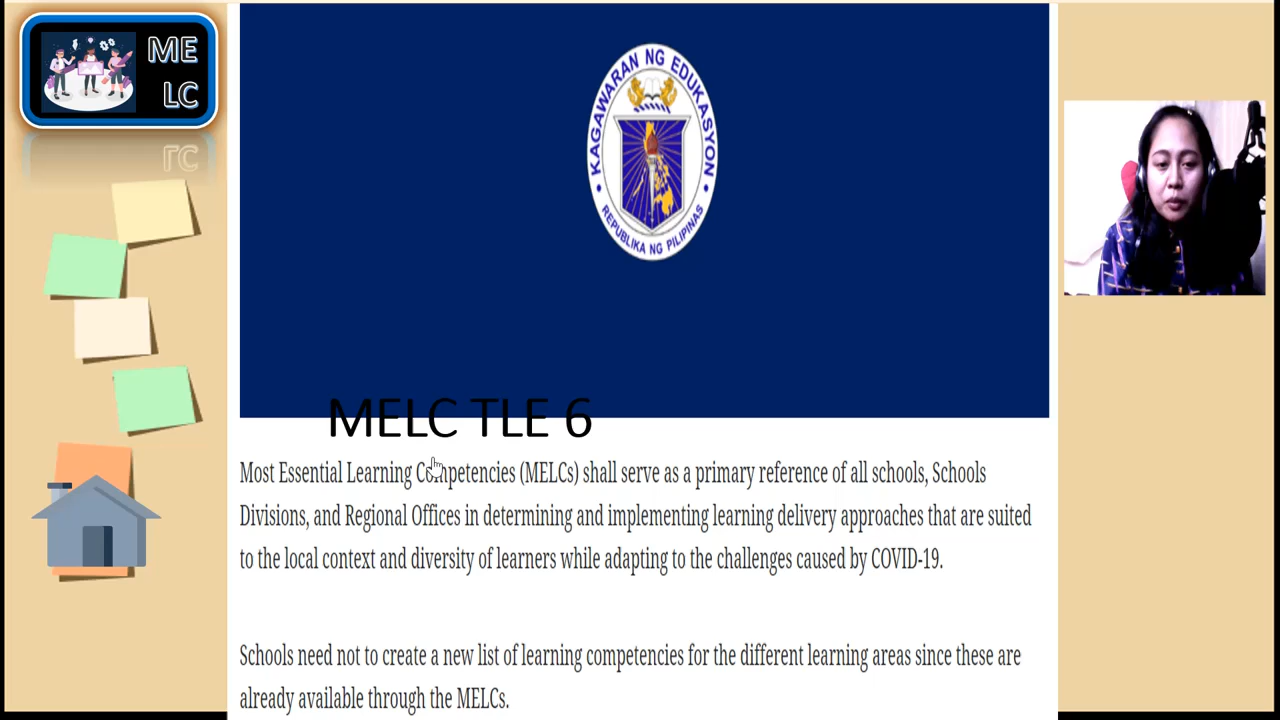 ME
LC
KAGAWARAN NG EDUKASYON
REPUBLIKA NG PILIPINAS
MELC TLE 6
Most Essential Learning Competencies (MELCs) shall serve as a primary reference of all schools, Schools
Divisions, and Regional Offices in determining and implementing learning delivery approaches that are suited
to the local context and diversity of learners while adapting to the challenges caused by COVID-19.
Schools need not to create a new list of learning competencies for the different learning areas since these are
already available through the MELCs.